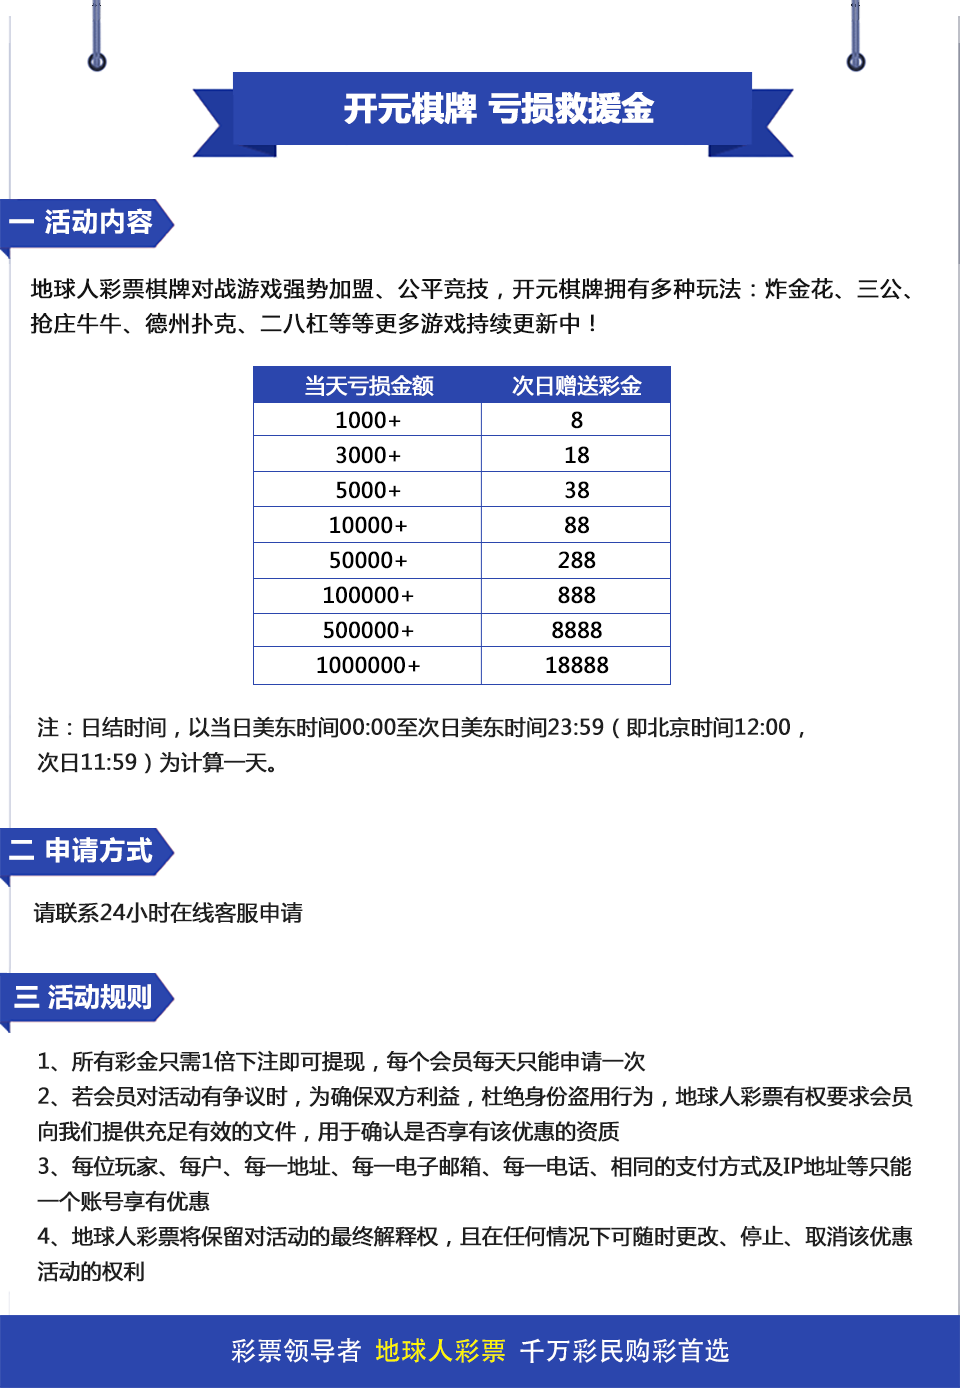 开元棋牌 亏损救援金
一 活动内容
地球人彩票棋牌对战游戏强势加盟、公平竞技，开元棋牌拥有多种玩法：炸金花、三公、
抢庄牛牛、德州扑克、二八杠等等更多游戏持续更新中！
当天亏损金额 次日赠送彩金
1000+ 8
3000+ 18
5000+ 38
10000+ 88
50000+ 288
100000+ 888
500000+ 8888
1000000+ 18888
注：日结时间，以当日美东时间00:00至次日美东时间23:59（即北京时间12:00，
次日11:59）为计算一天。
二 申请方式
请联系24小时在线客服申请
三 活动规则
1、所有彩金只需1倍下注即可提现，每个会员每天只能申请一次
2、若会员对活动有争议时，为确保双方利益，杜绝身份盗用行为，地球人彩票有权要求会员
向我们提供充足有效的文件，用于确认是否享有该优惠的资质
3、每位玩家、每户、每一地址、每一电子邮箱、每一电话、相同的支付方式及IP地址等只能
一个账号享有优惠
4、地球人彩票将保留对活动的最终解释权，且在任何情况下可随时更改、停止、取消该优惠
活动的权利
彩票领导者 地球人彩票 千万彩民购彩首选